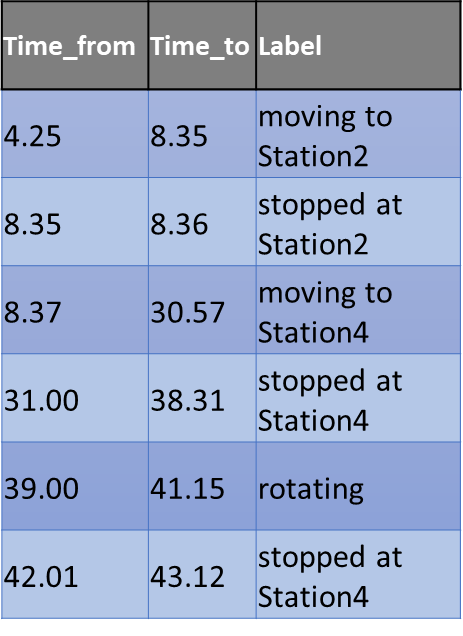 Time_from Time_to Label
4.25 8.35 moving to
Station2
8.35 8.36 stopped at
Station2
8.37 30.57 moving to
Station4
31.00 38.31 stopped at
Station4
39.00 41.15 rotating
42.01 43.12 stopped at
Station4